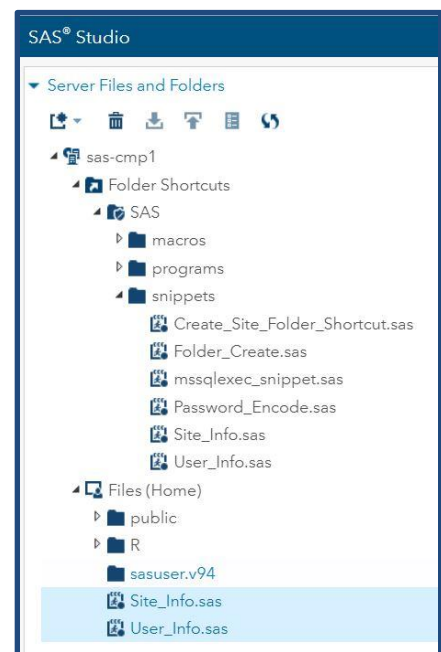 SAS® Studio
Server Files and Folders
sas-cmp1
Folder Shortcuts
SAS
macros
programs
snippets
Create_Site_Folder_Shortcut.sas
Folder_Create.sas
mssqlexec_snippet.sas
Password_Encode.sas
Site_Info.sas
User_Info.sas
Files (Home)
public
R
sasuser.v94
Site_Info.sas
User_Info.sas